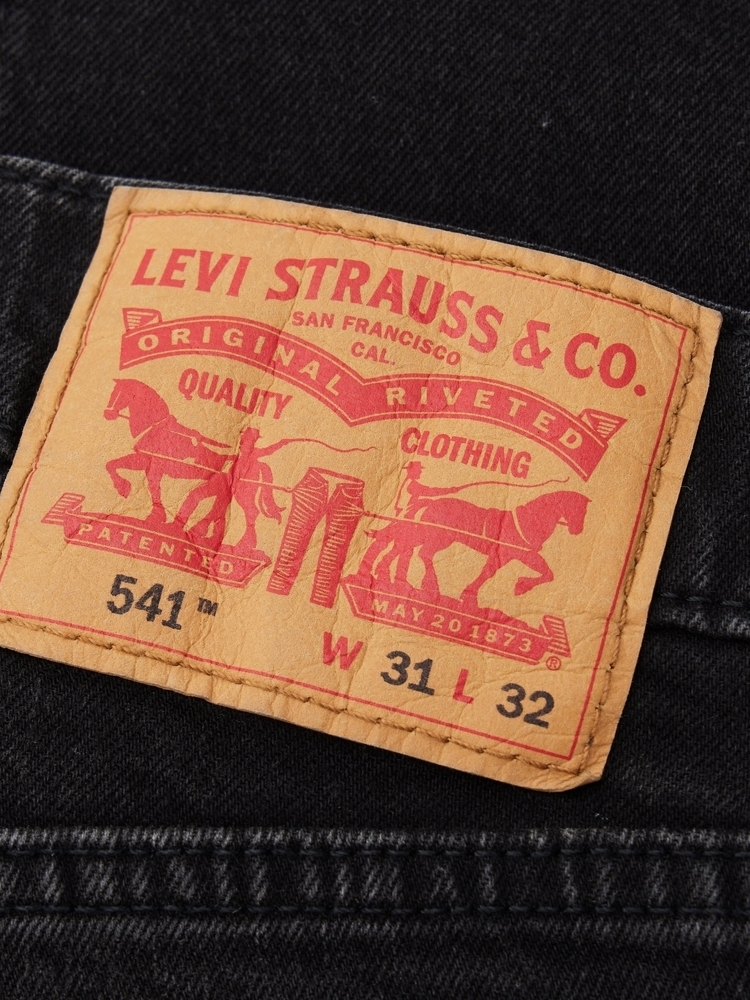 LEVI STRAUSS & CO.
SAN FRANCISCO
CAL.
ORIGINAL RIVETED
QUALITY CLOTHING
PATENTED MAY 20 1873 ®
541™
W 31 L 32